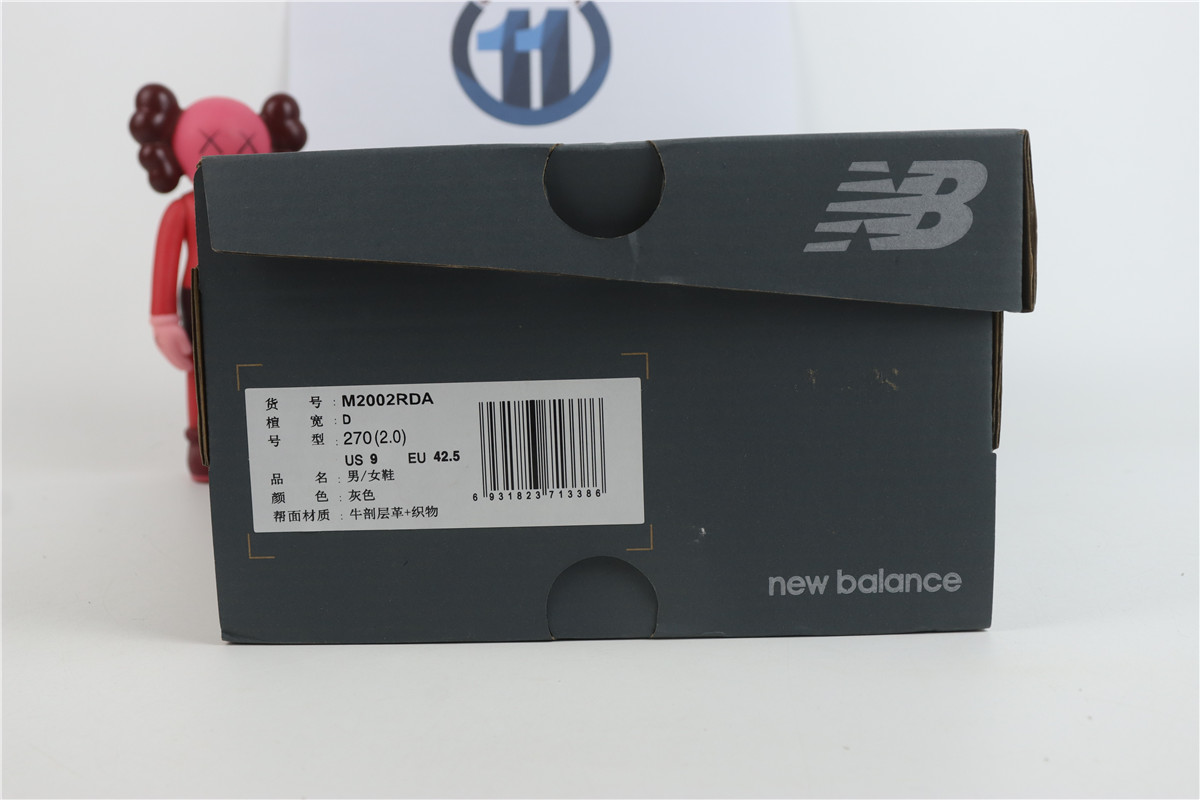 11
NB
货 号 : M2002RDA
楦 宽 : D
号 型 : 270(2.0)
US 9 EU 42.5
品 名 : 男/女鞋
颜 色 : 灰色
帮面材质 : 牛剖层革+织物
6 931823 713386
new balance